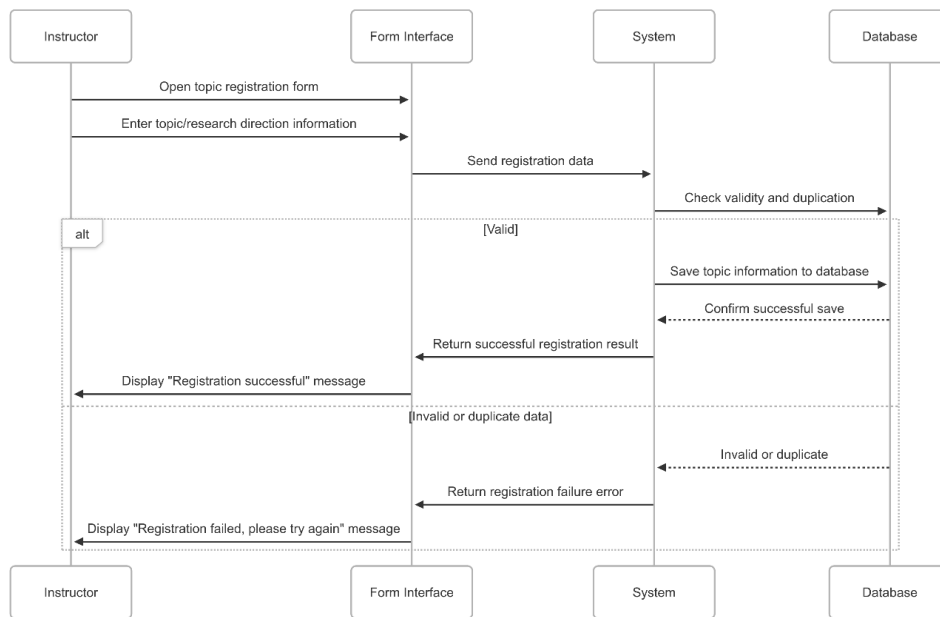 Instructor
Form Interface
System
Database
Open topic registration form
Enter topic/research direction information
Send registration data
Check validity and duplication
alt
[Valid]
Save topic information to database
Confirm successful save
Return successful registration result
Display "Registration successful" message
[Invalid or duplicate data]
Invalid or duplicate
Return registration failure error
Display "Registration failed, please try again" message
Instructor
Form Interface
System
Database